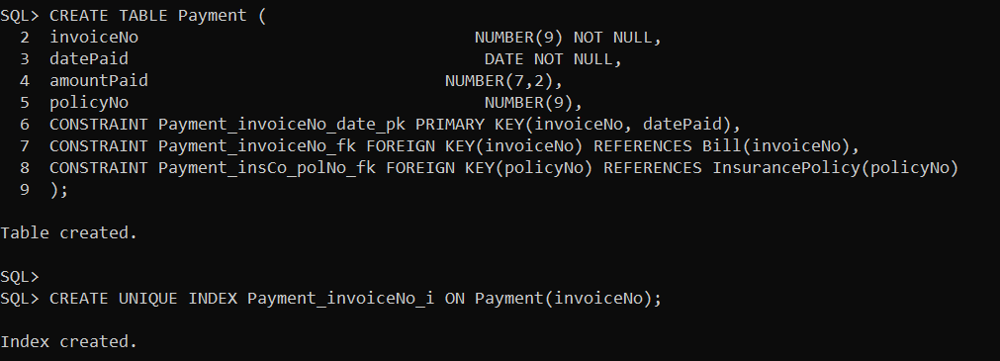 SQL> CREATE TABLE Payment (
  2  invoiceNo                                  NUMBER(9) NOT NULL,
  3  datePaid                                    DATE NOT NULL,
  4  amountPaid                              NUMBER(7,2),
  5  policyNo                                    NUMBER(9),
  6  CONSTRAINT Payment_invoiceNo_date_pk PRIMARY KEY(invoiceNo, datePaid),
  7  CONSTRAINT Payment_invoiceNo_fk FOREIGN KEY(invoiceNo) REFERENCES Bill(invoiceNo),
  8  CONSTRAINT Payment_insCo_polNo_fk FOREIGN KEY(policyNo) REFERENCES InsurancePolicy(policyNo)
  9  );
Table created.
SQL>
SQL> CREATE UNIQUE INDEX Payment_invoiceNo_i ON Payment(invoiceNo);
Index created.